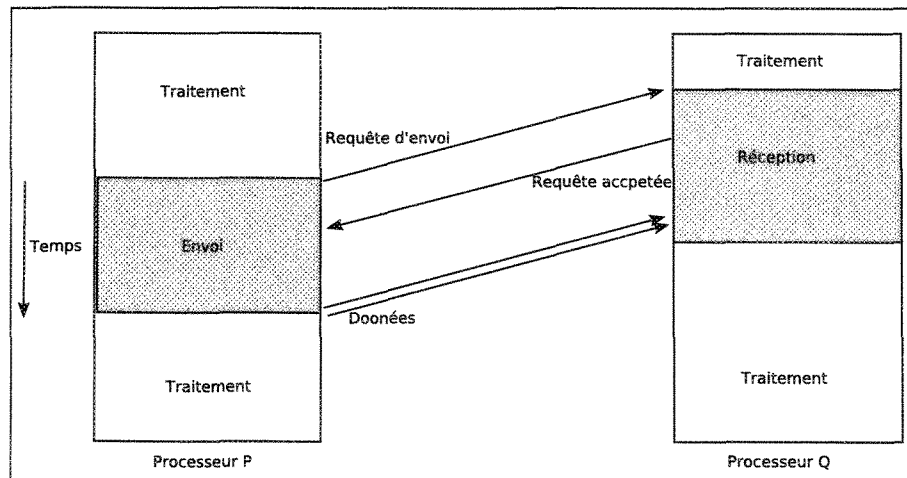 Traitement
Traitement
Requête d'envoi
Réception
Requête accpetée
Temps
Envoi
Doonées
Traitement
Traitement
Processeur P
Processeur Q